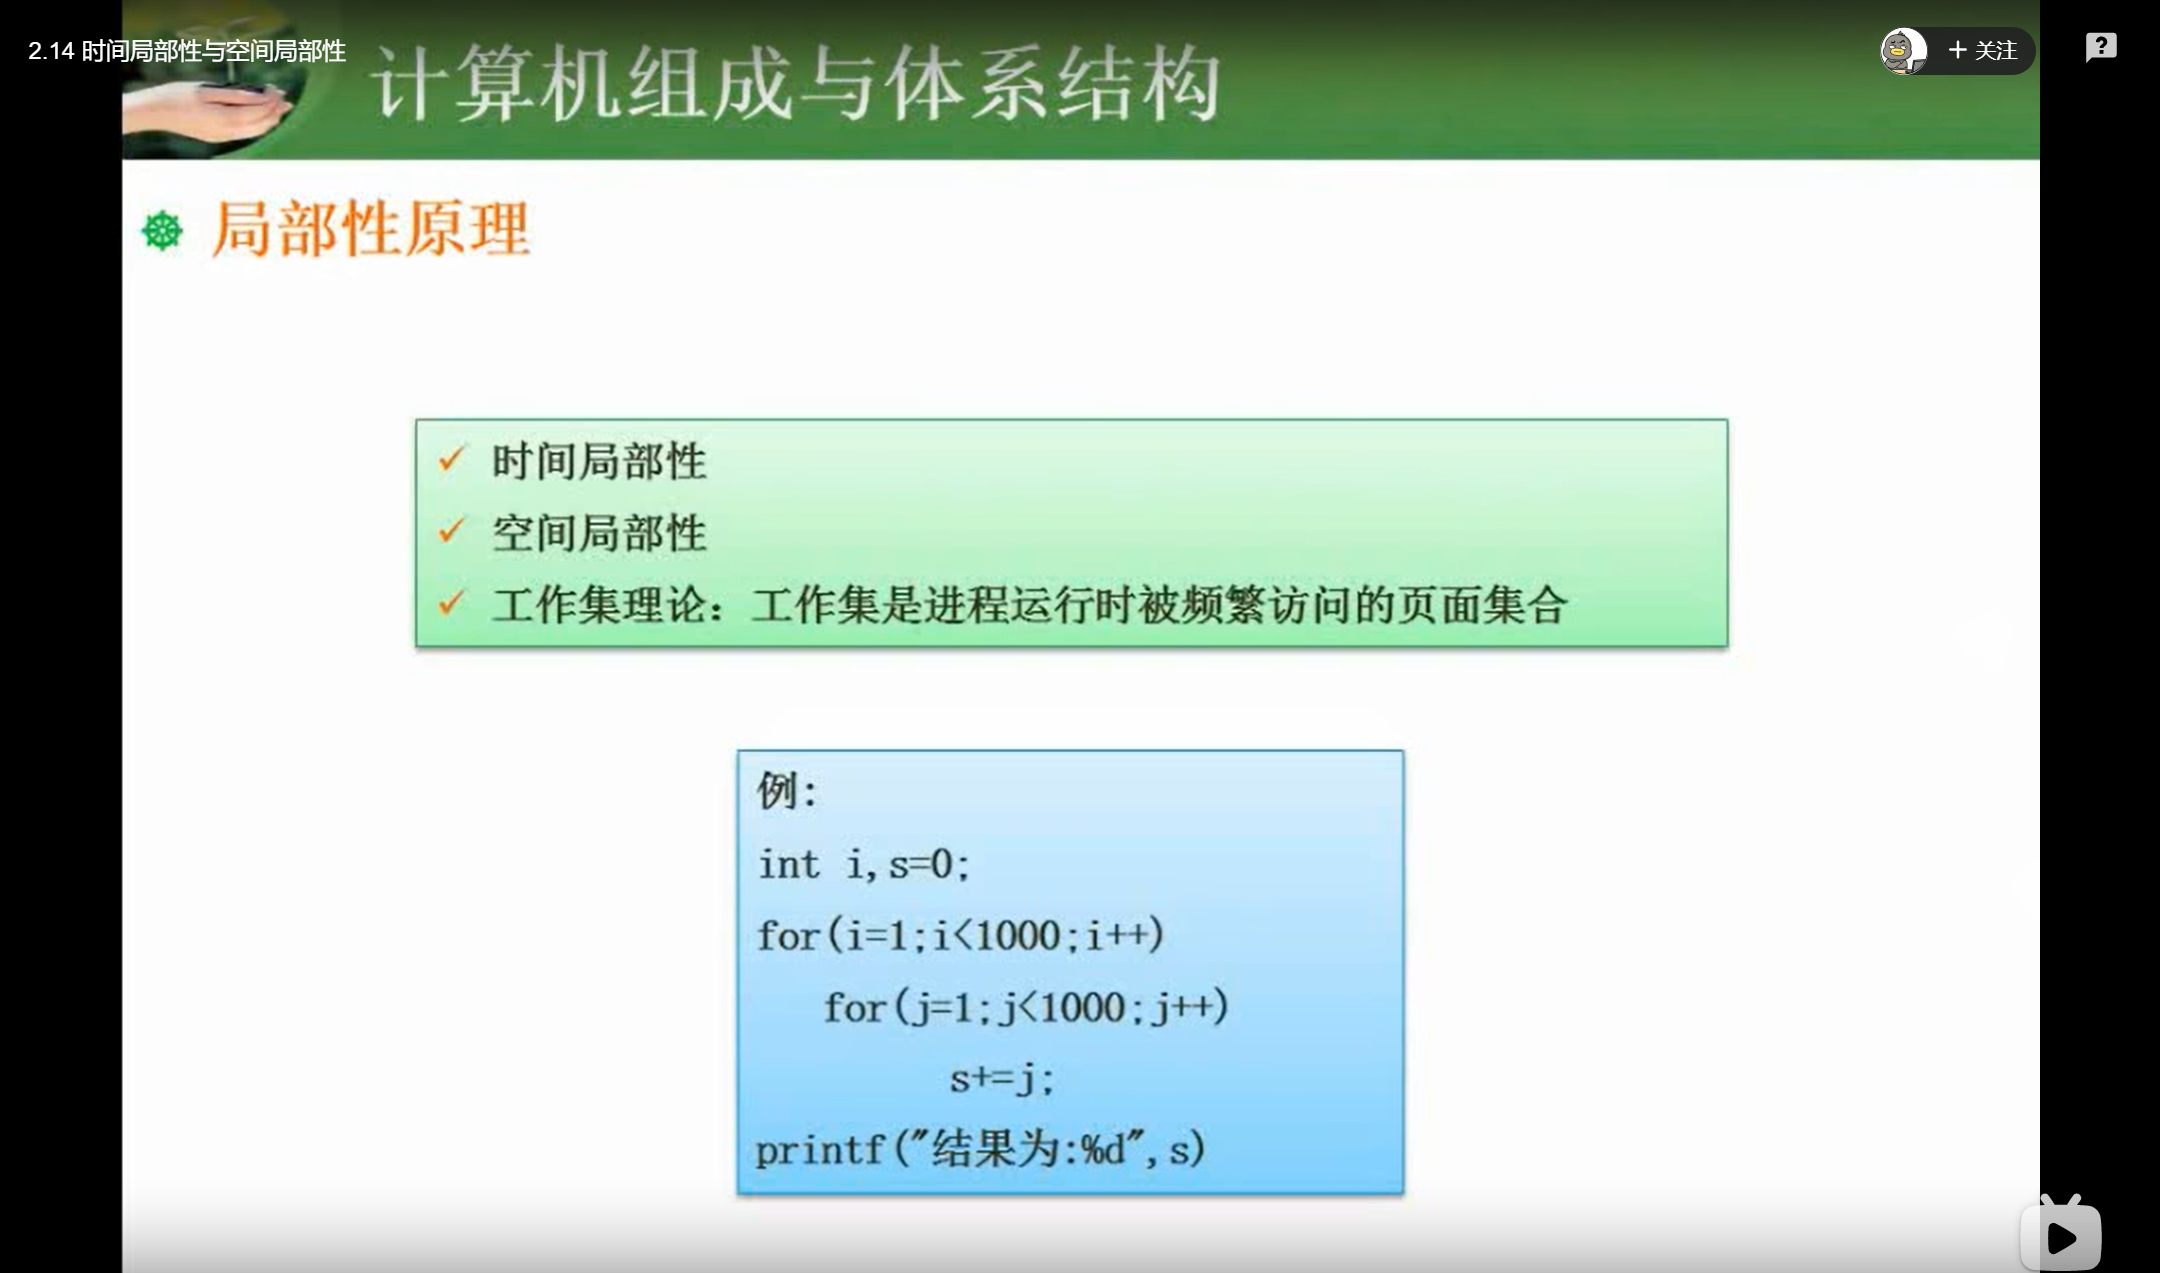 2.14 时间局部性与空间局部性
+ 关注
计算机组成与体系结构
局部性原理
时间局部性
空间局部性
工作集理论：工作集是进程运行时被频繁访问的页面集合
例：
int i,s=0;
for(i=1;i<1000;i++)
for(j=1;j<1000;j++)
s+=j;
printf("结果为:%d",s)